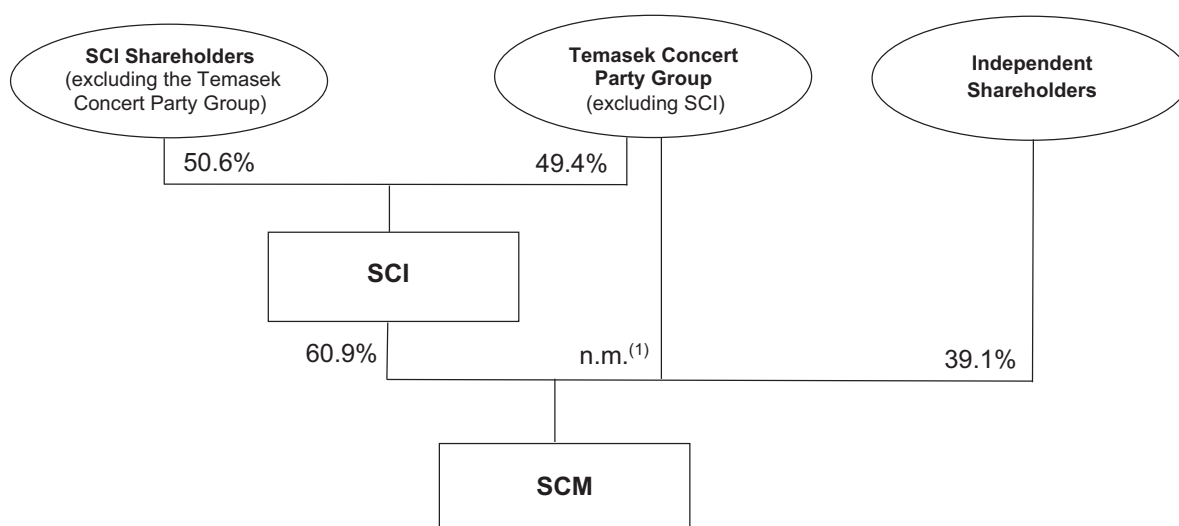 SCI Shareholders
(excluding the Temasek
Concert Party Group)
Temasek Concert
Party Group
(excluding SCI)
Independent
Shareholders
50.6%
49.4%
SCI
60.9%
n.m.(1)
39.1%
SCM